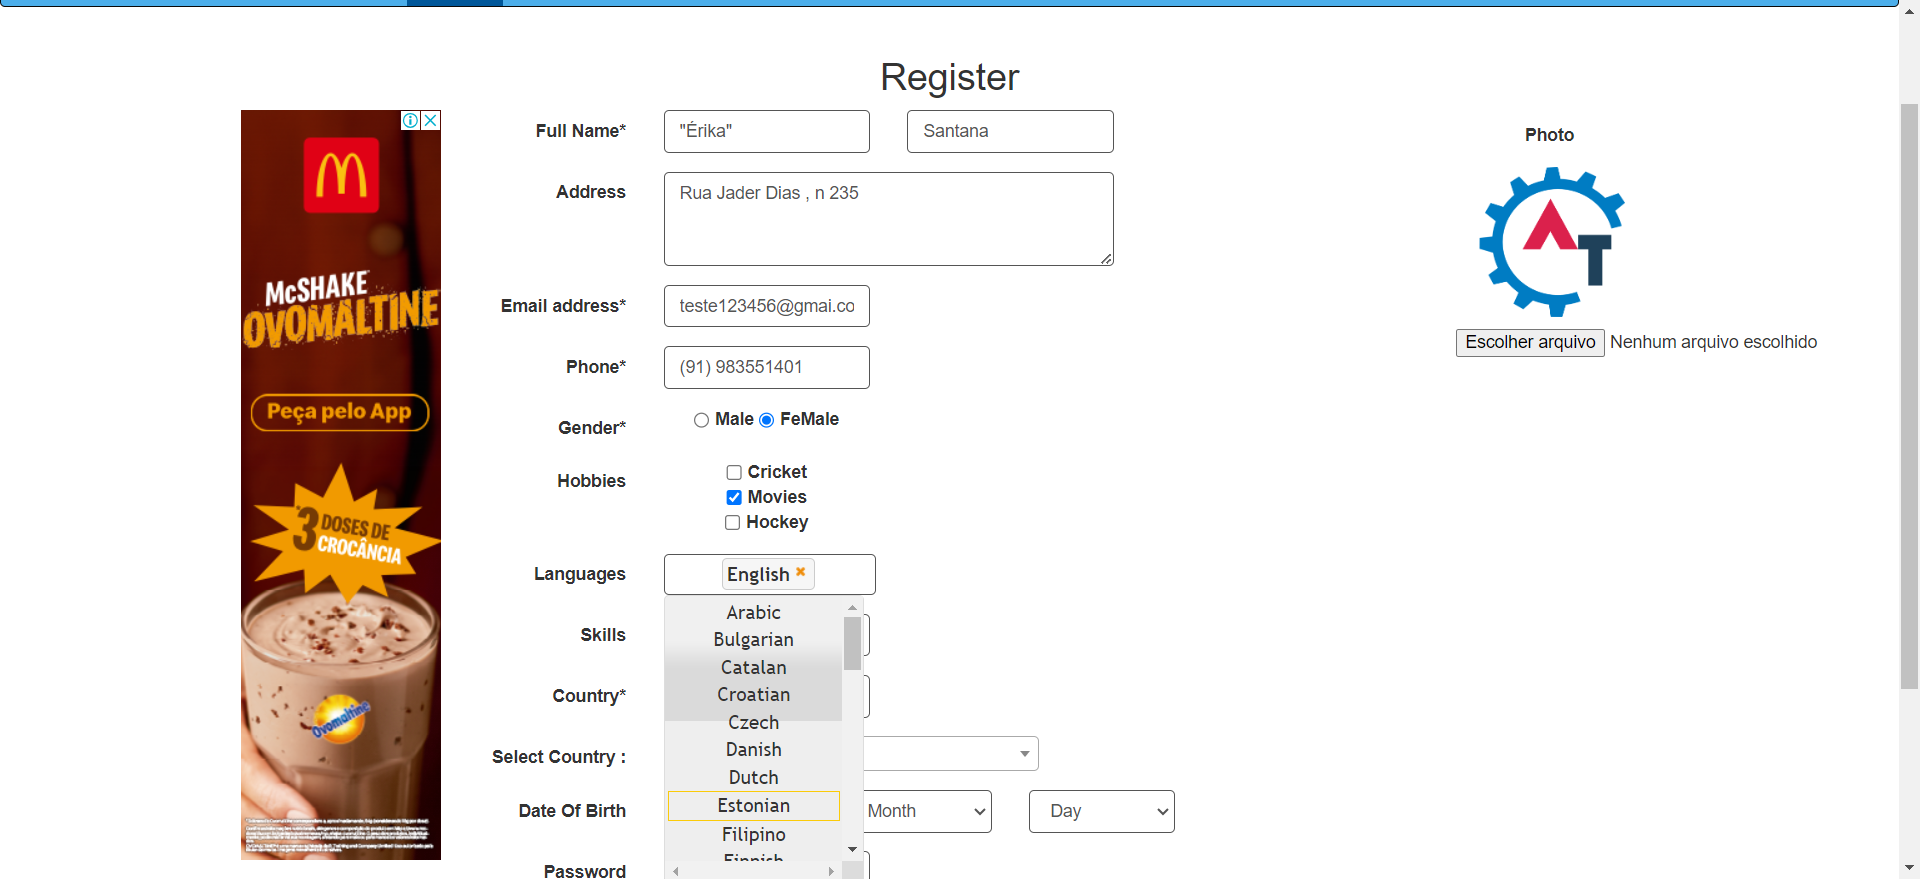 Register
Full Name*
"Érika"
Santana
Address
Rua Jader Dias , n 235
Email address*
teste123456@gmai.co
Phone*
(91) 983551401
Gender*
Male
FeMale
Hobbies
Cricket
Movies
Hockey
Languages
English
Arabic
Bulgarian
Catalan
Croatian
Czech
Danish
Dutch
Estonian
Filipino
Finnish
Skills
Country*
Select Country :
Date Of Birth
Month
Day
Password
Photo
AT
Escolher arquivo
Nenhum arquivo escolhido
McSHAKE
OVOMALTINE
Peça pelo App
*3 DOSES DE
CROCÂNCIA
Ovomaltine